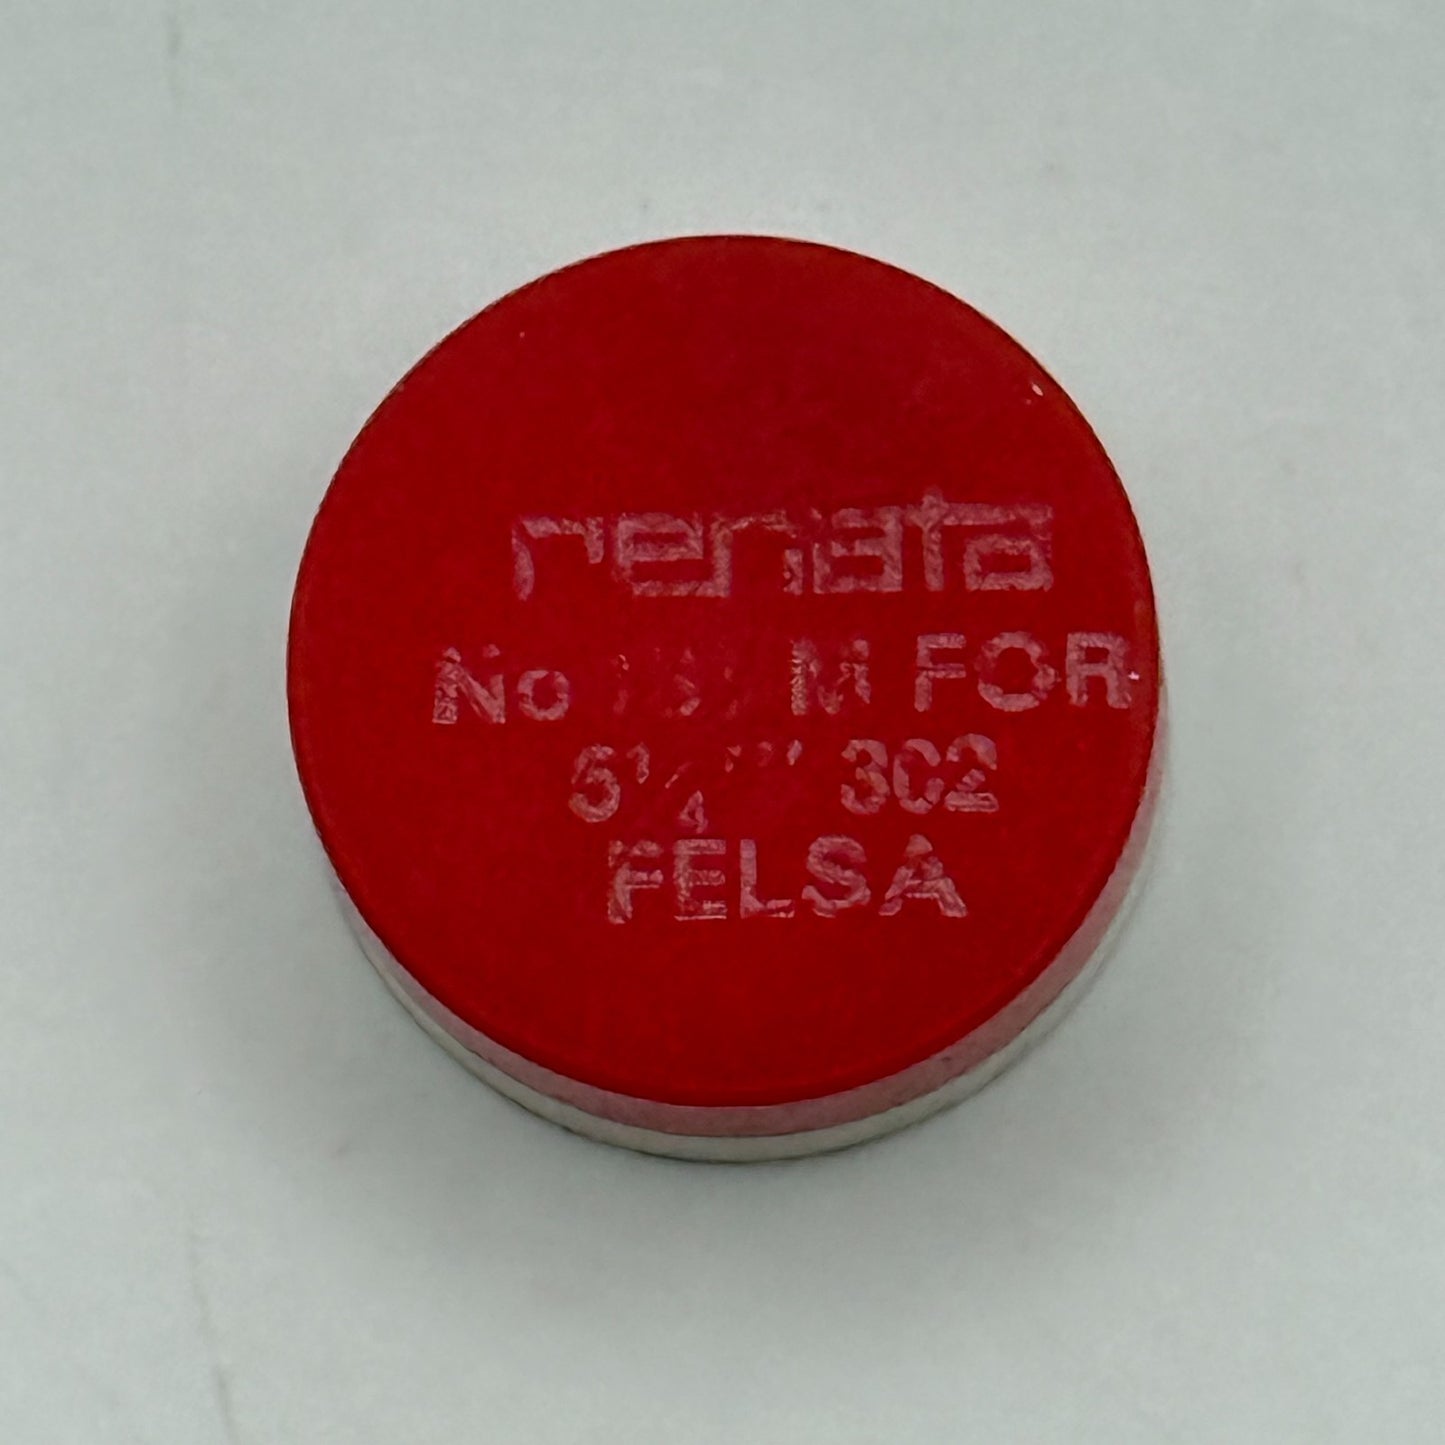 renata
No M FOR
5¼ ''' 302
FELSA